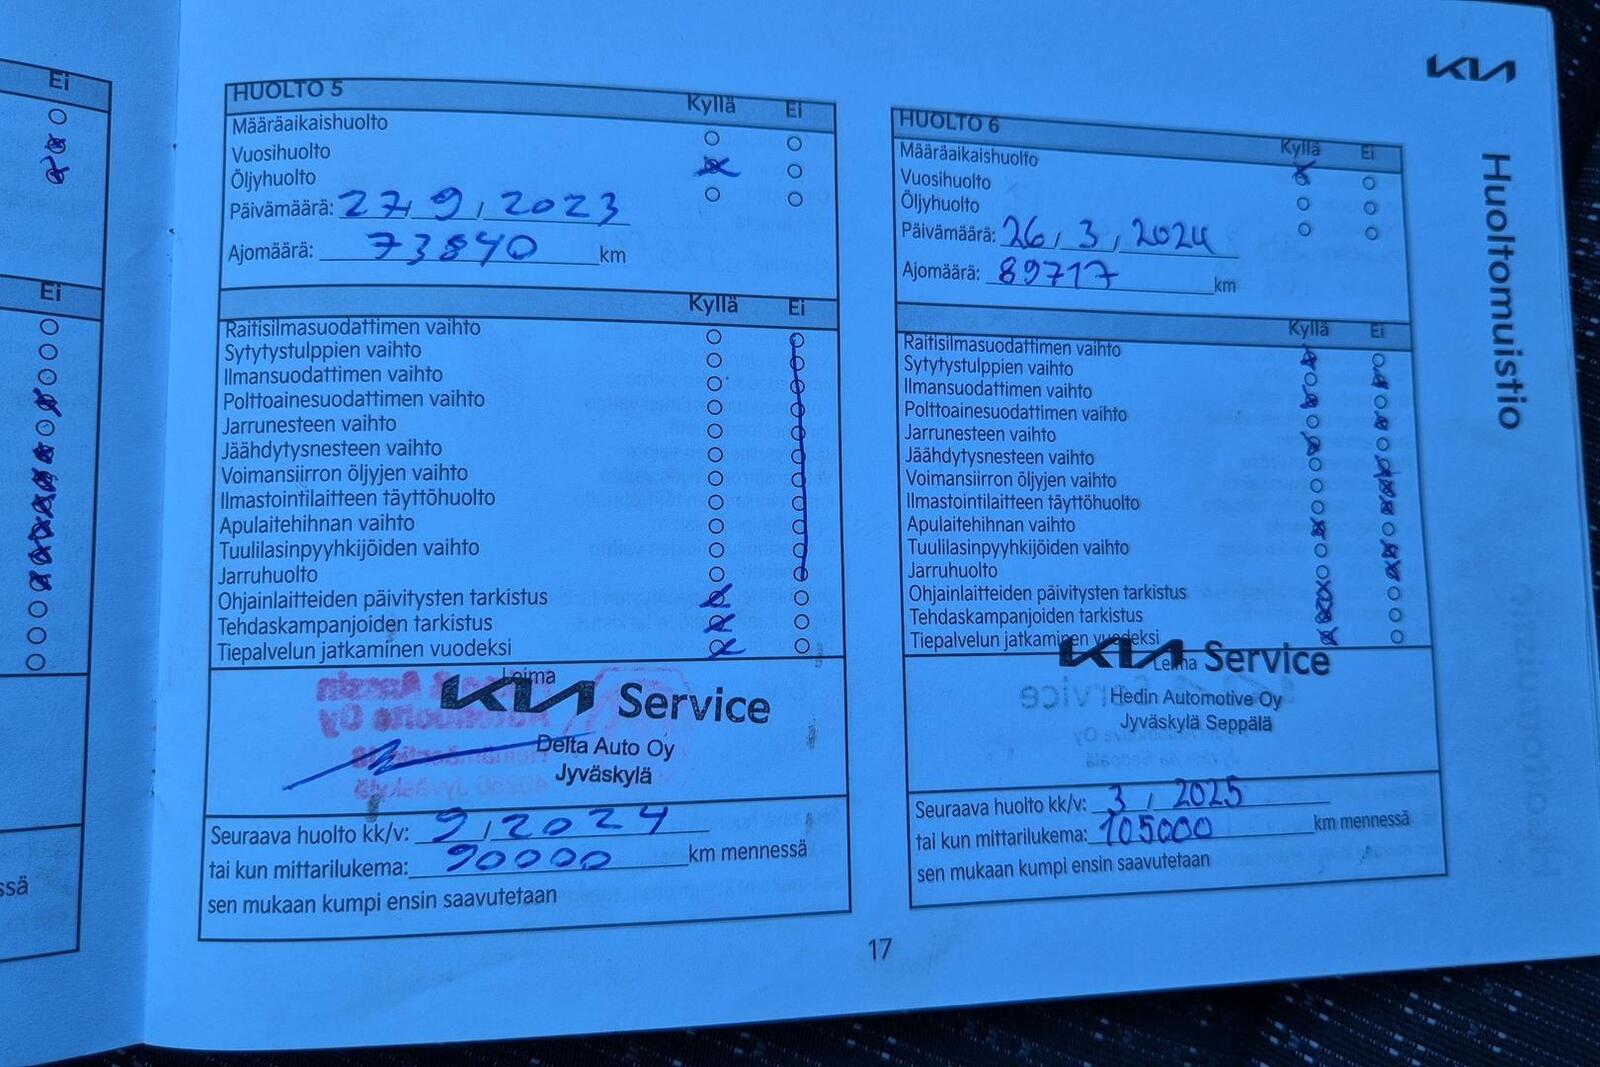 Ei
Ei
ssä
HUOLTO 5
Kyllä Ei
Määräaikaishuolto
Vuosihuolto
Öljyhuolto
Päivämäärä: 27, 9, 2023
Ajomäärä: 73840 km
Kyllä Ei
Raitisilmasuodattimen vaihto
Sytytystulppien vaihto
Ilmansuodattimen vaihto
Polttoainesuodattimen vaihto
Jarrunesteen vaihto
Jäähdytysnesteen vaihto
Voimansiirron öljyjen vaihto
Ilmastointilaitteen täyttöhuolto
Apulaitehihnan vaihto
Tuulilasinpyyhkijöiden vaihto
Jarruhuolto
Ohjainlaitteiden päivitysten tarkistus
Tehdaskampanjoiden tarkistus
Tiepalvelun jatkaminen vuodeksi
Leima
KIA Service
Delta Auto Oy
Jyväskylä
Seuraava huolto kk/v: 9 / 2024
tai kun mittarilukema: 90000 km mennessä
sen mukaan kumpi ensin saavutetaan
HUOLTO 6
Kyllä Ei
Määräaikaishuolto
Vuosihuolto
Öljyhuolto
Päivämäärä: 26, 3, 2024
Ajomäärä: 89717 km
Kyllä Ei
Raitisilmasuodattimen vaihto
Sytytystulppien vaihto
Ilmansuodattimen vaihto
Polttoainesuodattimen vaihto
Jarrunesteen vaihto
Jäähdytysnesteen vaihto
Voimansiirron öljyjen vaihto
Ilmastointilaitteen täyttöhuolto
Apulaitehihnan vaihto
Tuulilasinpyyhkijöiden vaihto
Jarruhuolto
Ohjainlaitteiden päivitysten tarkistus
Tehdaskampanjoiden tarkistus
Tiepalvelun jatkaminen vuodeksi
Leima
KIA Service
Hedin Automotive Oy
Jyväskylä Seppälä
Seuraava huolto kk/v: 3 / 2025
tai kun mittarilukema: 105000 km mennessä
sen mukaan kumpi ensin saavutetaan
KIA
Huoltomuistio
17